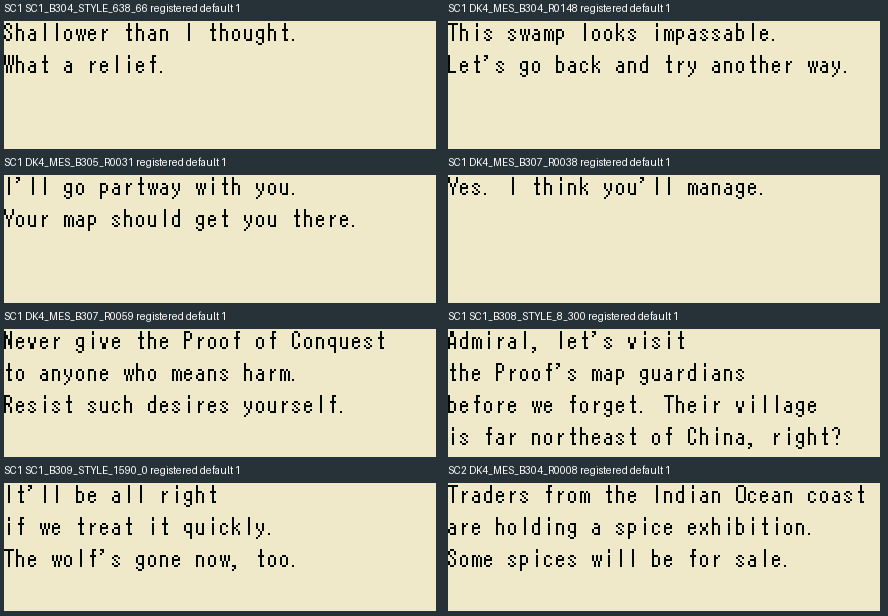 SC1 SC1_B304_STYLE_638_66 registered default 1
Shallower than I thought.
What a relief.
SC1 DK4_MES_B304_R0148 registered default 1
This swamp looks impassable.
Let's go back and try another way.
SC1 DK4_MES_B305_R0031 registered default 1
I'll go partway with you.
Your map should get you there.
SC1 DK4_MES_B307_R0038 registered default 1
Yes. I think you'll manage.
SC1 DK4_MES_B307_R0059 registered default 1
Never give the Proof of Conquest
to anyone who means harm.
Resist such desires yourself.
SC1 SC1_B308_STYLE_8_300 registered default 1
Admiral, let's visit
the Proof's map guardians
before we forget. Their village
is far northeast of China, right?
SC1 SC1_B309_STYLE_1590_0 registered default 1
It'll be all right
if we treat it quickly.
The wolf's gone now, too.
SC2 DK4_MES_B304_R0008 registered default 1
Traders from the Indian Ocean coast
are holding a spice exhibition.
Some spices will be for sale.